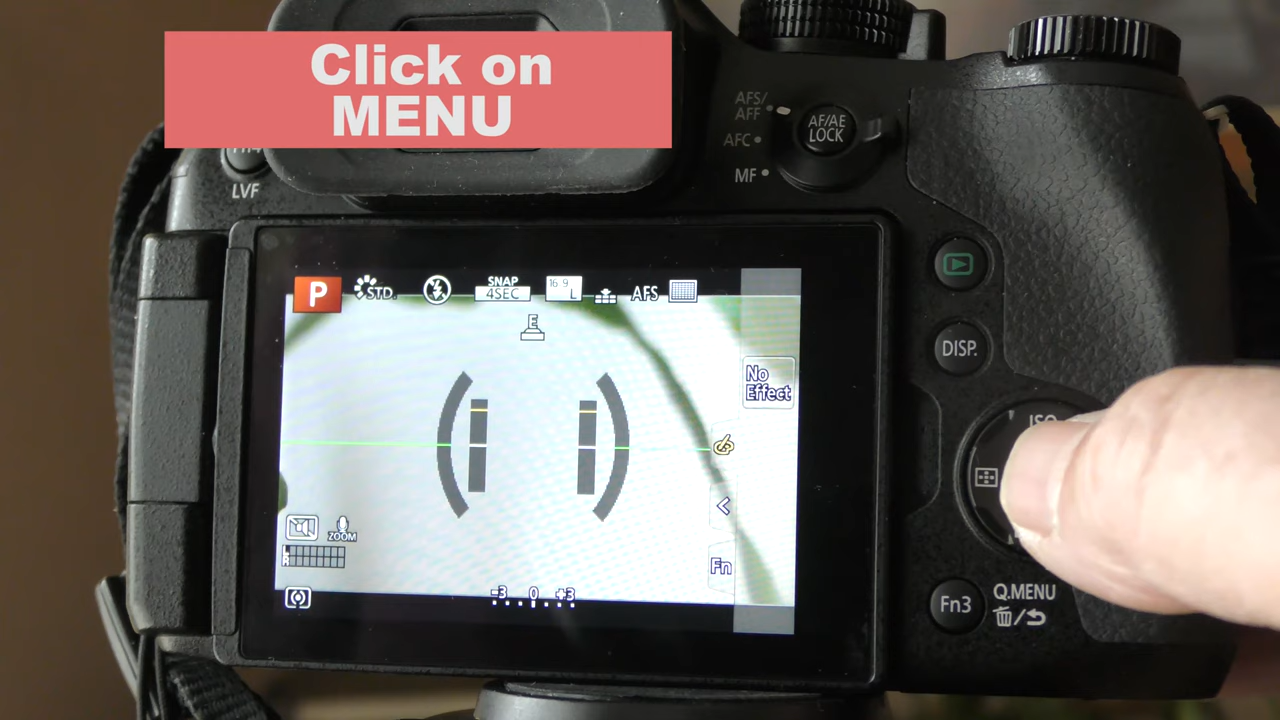 Click on
MENU
AFS/
AFF
AFC
MF
AF/AE
LOCK
LVF
P
STD.
SNAP
4SEC
16:9
L
AFS
E
No
Effect
DISP.
ISO
ZOOM
Fn
-3 0 +3
Fn3
Q.MENU